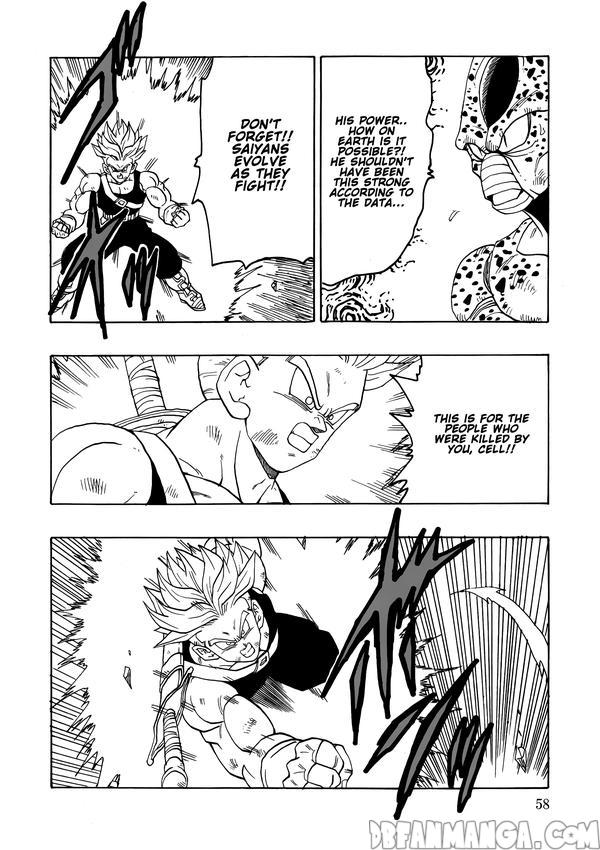 HIS POWER..
HOW ON
EARTH IS IT
POSSIBLE?!
HE SHOULDN'T
HAVE BEEN
THIS STRONG
ACCORDING TO
THE DATA...
DON'T
FORGET!!
SAIYANS
EVOLVE
AS THEY
FIGHT!!
THIS IS FOR THE
PEOPLE WHO
WERE KILLED BY
YOU, CELL!!
58
DBFANMANGA.COM